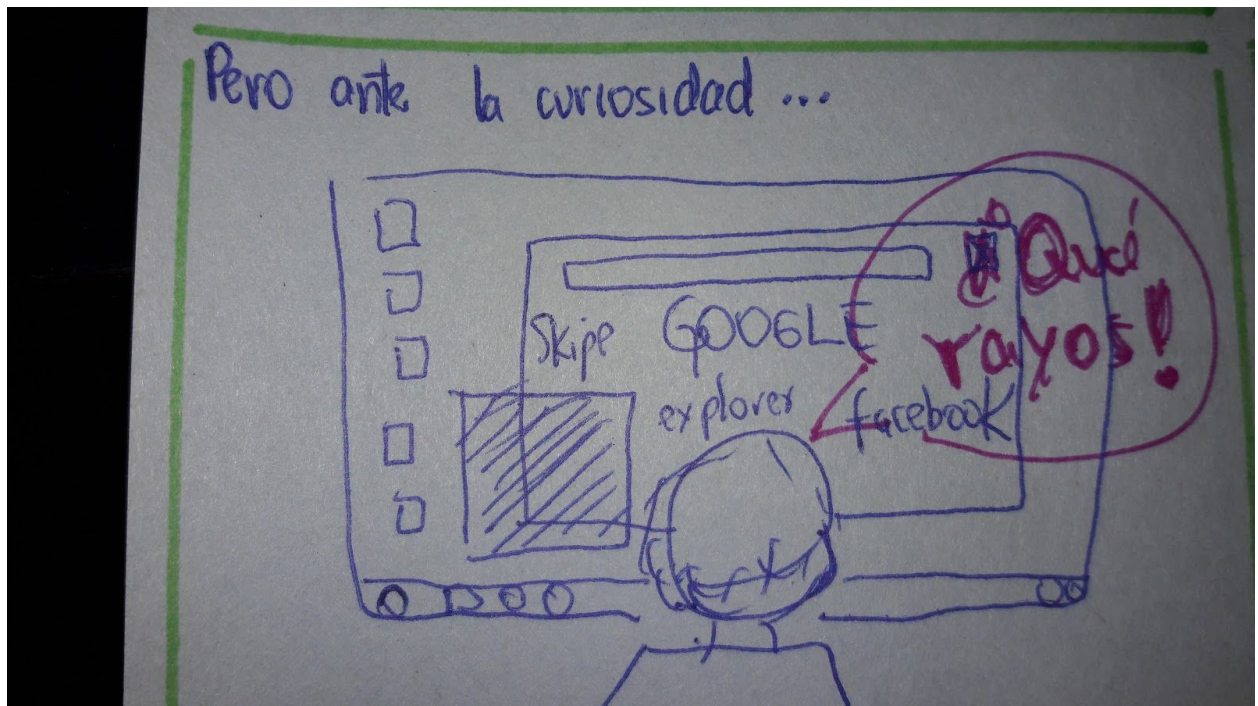 Pero ante la curiosidad...
¡Qué
rayos!
Skipe
GOOGLE
explorer
facebook